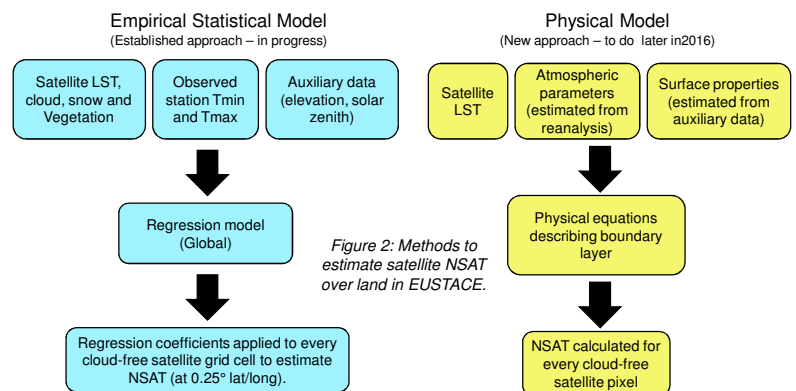 Empirical Statistical Model
(Established approach – in progress)
Satellite LST,
cloud, snow and
Vegetation
Observed
station Tmin
and Tmax
Auxiliary data
(elevation, solar
zenith)
Regression model
(Global)
Regression coefficients applied to every
cloud-free satellite grid cell to estimate
NSAT (at 0.25° lat/long).
Figure 2: Methods to
estimate satellite NSAT
over land in EUSTACE.
Physical Model
(New approach – to do later in2016)
Satellite
LST
Atmospheric
parameters
(estimated from
reanalysis)
Surface properties
(estimated from
auxiliary data)
Physical equations
describing boundary
layer
NSAT calculated for
every cloud-free
satellite pixel